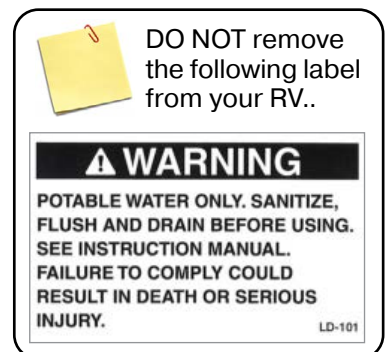 DO NOT remove
the following label
from your RV..
WARNING
POTABLE WATER ONLY. SANITIZE,
FLUSH AND DRAIN BEFORE USING.
SEE INSTRUCTION MANUAL.
FAILURE TO COMPLY COULD
RESULT IN DEATH OR SERIOUS
INJURY.
LD-101